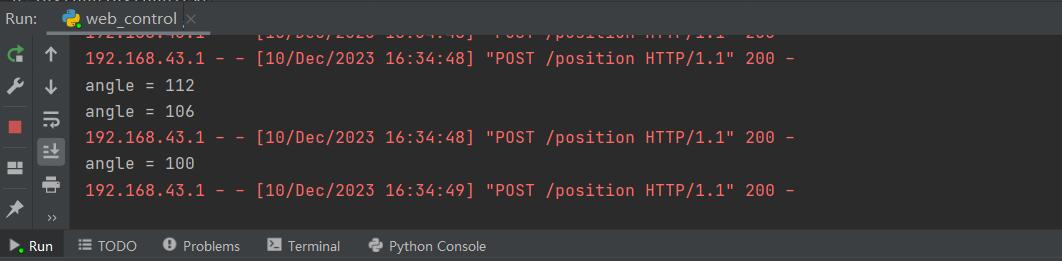 Run: web_control
192.168.43.1 - - [10/Dec/2023 16:34:48] "POST /position HTTP/1.1" 200 -
angle = 112
angle = 106
192.168.43.1 - - [10/Dec/2023 16:34:48] "POST /position HTTP/1.1" 200 -
angle = 100
192.168.43.1 - - [10/Dec/2023 16:34:49] "POST /position HTTP/1.1" 200 -
Run TODO Problems Terminal Python Console